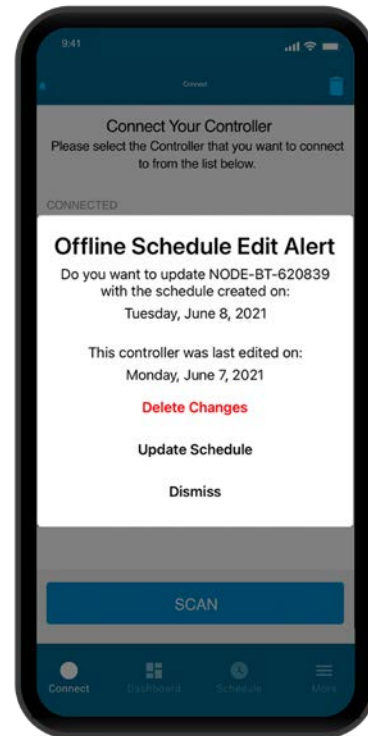 9:41
Connect
Connect Your Controller
Please select the Controller that you want to connect
to from the list below.
CONNECTED
Offline Schedule Edit Alert
Do you want to update NODE-BT-620839
with the schedule created on:
Tuesday, June 8, 2021
This controller was last edited on:
Monday, June 7, 2021
Delete Changes
Update Schedule
Dismiss
SCAN
Connect
Dashboard
Schedule
More